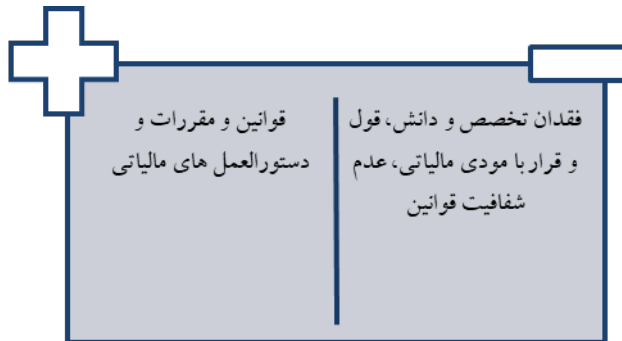 فقدان تخصص و دانش، قول
و قرار با مودی مالیاتی، عدم
شفافیت قوانین
قوانین و مقررات و
دستورالعمل های مالیاتی